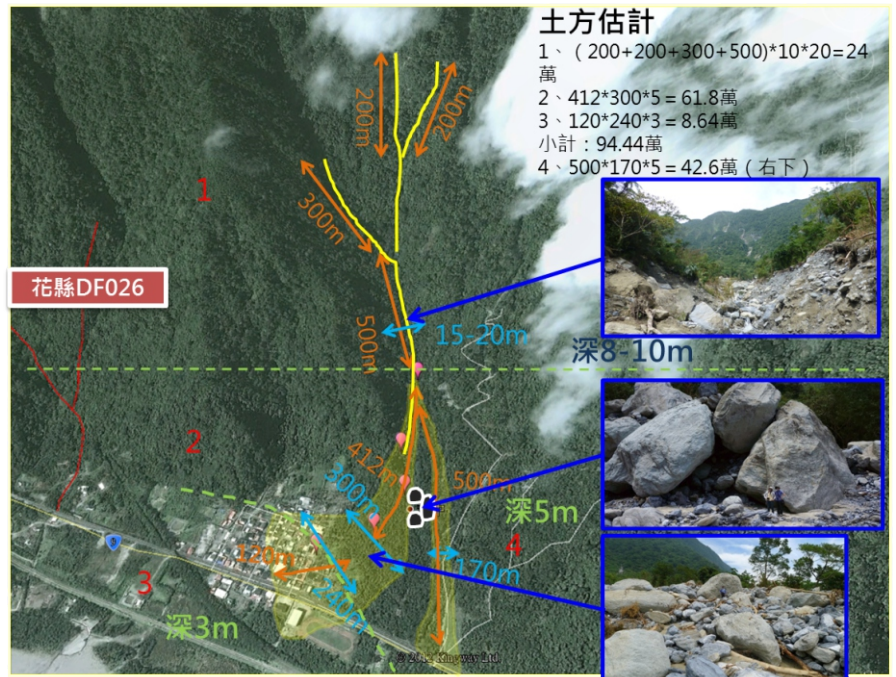 土方估計
1、（200+200+300+500)*10*20=24
萬
2、412*300*5＝61.8萬
3、120*240*3＝8.64萬
小計：94.44萬
4、500*170*5＝42.6萬（右下）
200m
200m
1
300m
花縣DF026
500m
15-20m
深8-10m
2
412m
300m
500m
深5m
4
120m
170m
3
240m
深3m